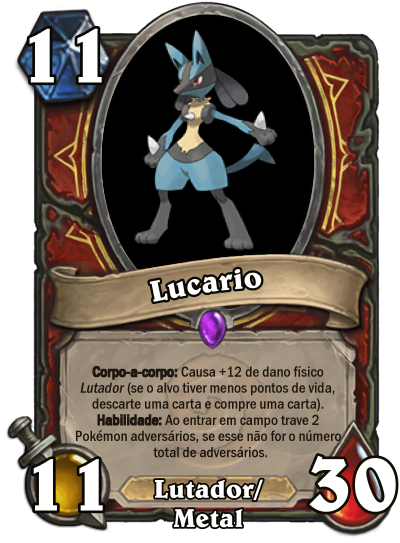 11
Lucario
Corpo-a-corpo: Causa +12 de dano físico
Lutador (se o alvo tiver menos pontos de vida,
descarte uma carta e compre uma carta).
Habilidade: Ao entrar em campo trave 2
Pokémon adversários, se esse não for o número
total de adversários.
11
Lutador/
Metal
30